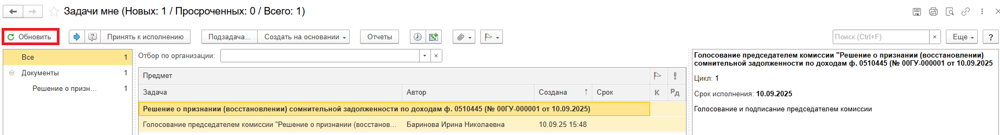 Задачи мне (Новых: 1 / Просроченных: 0 / Всего: 1)
Обновить
Принять к исполнению
Подзадача...
Создать на основании
Отчеты
Поиск (Ctrl+F)
×
Еще
?
Все 1
Документы 1
Решение о призн... 1
Отбор по организации:
×
Предмет
Задача Автор Создана ↑ Срок К Рд
Решение о признании (восстановлении) сомнительной задолженности по доходам ф. 0510445 (№ 00ГУ-000001 от 10.09.2025)
Голосование председателем комиссии "Решение о признании (восстанов... Баринова Ирина Николаевна 10.09.25 15:48
Голосование председателем комиссии "Решение о признании (восстановлении)
сомнительной задолженности по доходам ф. 0510445 (№ 00ГУ-000001 от 10.09.2025
Цикл: 1
Срок исполнения: 10.09.2025
Голосование и подписание председателем комиссии